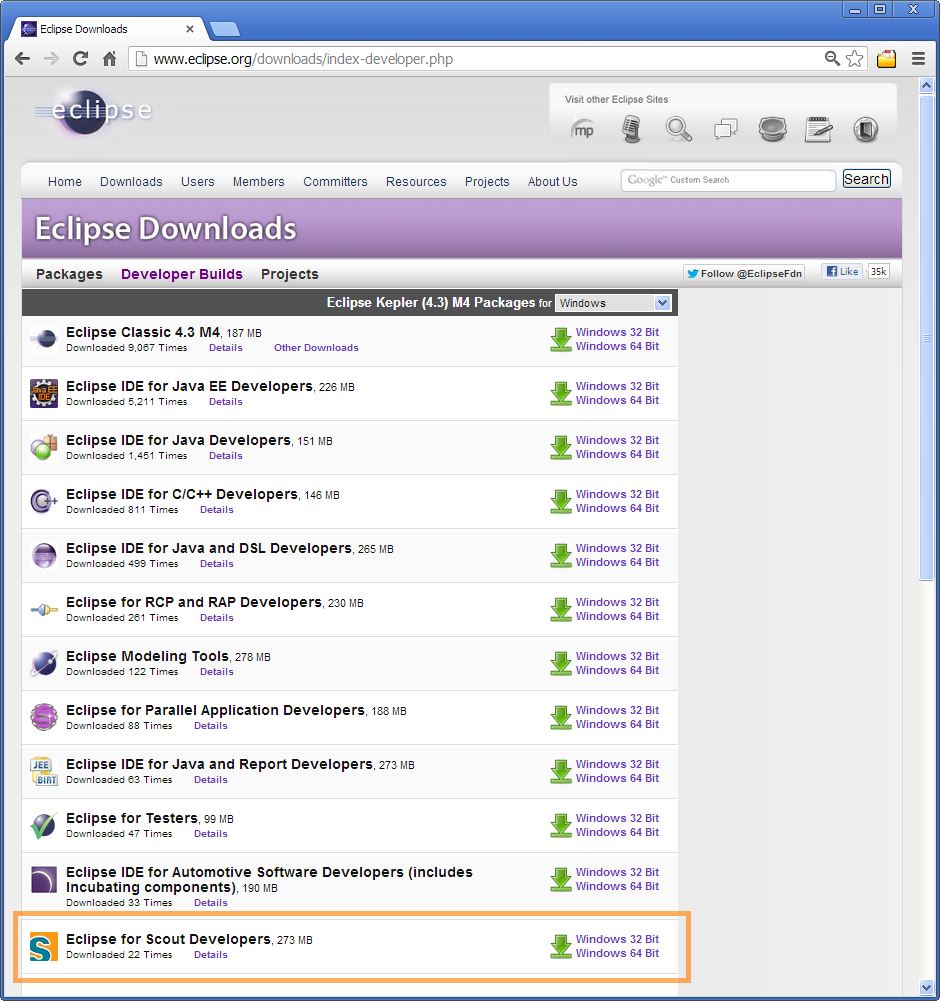 Eclipse Downloads
www.eclipse.org/downloads/index-developer.php
eclipse
Visit other Eclipse Sites
mp
Home Downloads Users Members Committers Resources Projects About Us
Google™ Custom Search
Search
Eclipse Downloads
Packages Developer Builds Projects
Follow @EclipseFdn
Like 35k
Eclipse Kepler (4.3) M4 Packages for Windows
Eclipse Classic 4.3 M4, 187 MB
Downloaded 9,067 Times Details Other Downloads
Windows 32 Bit
Windows 64 Bit
Java EE
IDE
Eclipse IDE for Java EE Developers, 226 MB
Downloaded 5,211 Times Details
Windows 32 Bit
Windows 64 Bit
Eclipse IDE for Java Developers, 151 MB
Downloaded 1,451 Times Details
Windows 32 Bit
Windows 64 Bit
Eclipse IDE for C/C++ Developers, 146 MB
Downloaded 811 Times Details
Windows 32 Bit
Windows 64 Bit
Eclipse IDE for Java and DSL Developers, 265 MB
Downloaded 499 Times Details
Windows 32 Bit
Windows 64 Bit
Eclipse for RCP and RAP Developers, 230 MB
Downloaded 261 Times Details
Windows 32 Bit
Windows 64 Bit
Eclipse Modeling Tools, 278 MB
Downloaded 122 Times Details
Windows 32 Bit
Windows 64 Bit
Eclipse for Parallel Application Developers, 188 MB
Downloaded 88 Times Details
Windows 32 Bit
Windows 64 Bit
JEE
BIRT
Eclipse IDE for Java and Report Developers, 273 MB
Downloaded 63 Times Details
Windows 32 Bit
Windows 64 Bit
Eclipse for Testers, 99 MB
Downloaded 47 Times Details
Windows 32 Bit
Windows 64 Bit
Eclipse IDE for Automotive Software Developers (includes
Incubating components), 190 MB
Downloaded 33 Times Details
Windows 32 Bit
Windows 64 Bit
S
Eclipse for Scout Developers, 273 MB
Downloaded 22 Times Details
Windows 32 Bit
Windows 64 Bit